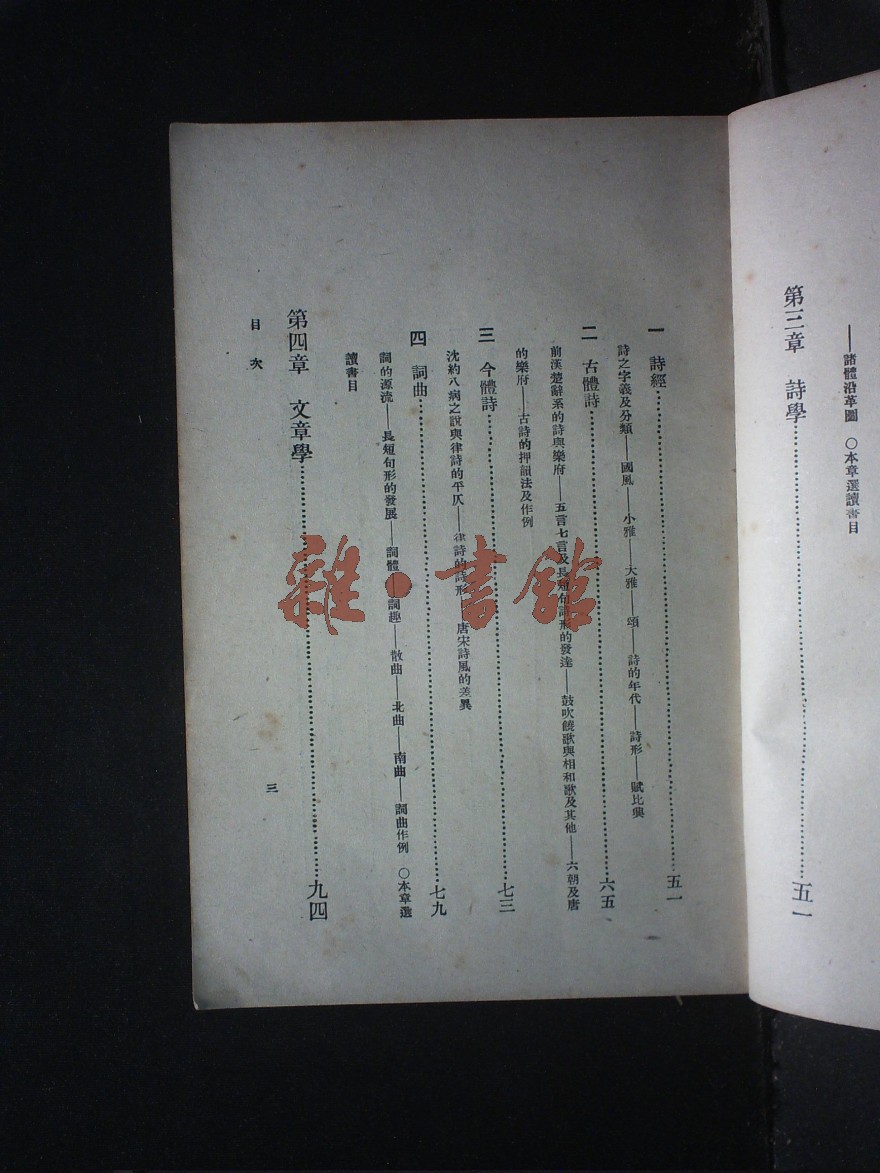 ——諸體沿革圖　〇本章選讀書目
第三章　詩學……………………五一
一　詩經……………………五一
詩之字義及分類——國風——小雅——大雅——頌——詩的年代——詩形——賦比興
二　古體詩……………………六五
前漢楚辭系的詩與樂府——五言七言及長短句詩形的發達——鼓吹饒歌與相和歌及其他——六朝及唐
的樂府——古詩的押韻法及作例
三　今體詩……………………七三
沈約八病之說與律詩的平仄——律詩的詩形——唐宋詩風的差異
四　詞曲……………………七九
詞的源流——長短句形的發展——詞體——詞趣——散曲——北曲——南曲——詞曲作例　〇本章選
讀書目
第四章　文章學……………………九四
目次
三
雜·書館